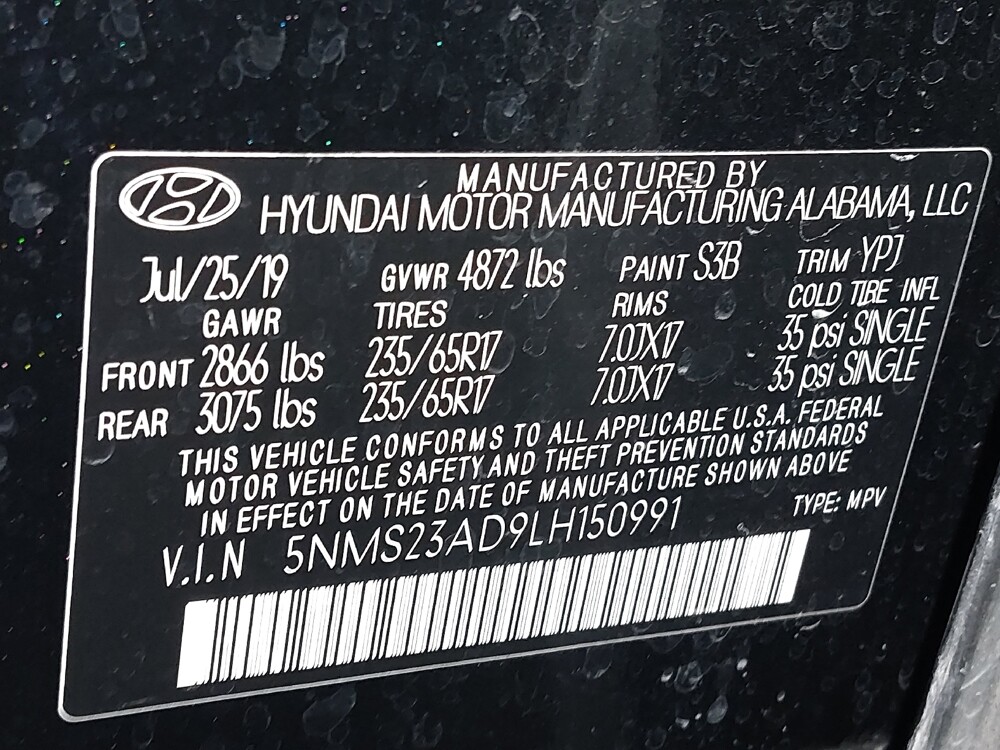 MANUFACTURED BY
HYUNDAI MOTOR MANUFACTURING ALABAMA, LLC
Jul/25/19 GVWR 4872 lbs PAINT S3B TRIM YPJ
GAWR TIRES RIMS COLD TIRE INFL
FRONT 2866 lbs 235/65R17 7.0JX17 35 psi SINGLE
REAR 3075 lbs 235/65R17 7.0JX17 35 psi SINGLE
THIS VEHICLE CONFORMS TO ALL APPLICABLE U.S.A. FEDERAL
MOTOR VEHICLE SAFETY AND THEFT PREVENTION STANDARDS
IN EFFECT ON THE DATE OF MANUFACTURE SHOWN ABOVE
V.I.N 5NMS23AD9LH150991 TYPE: MPV